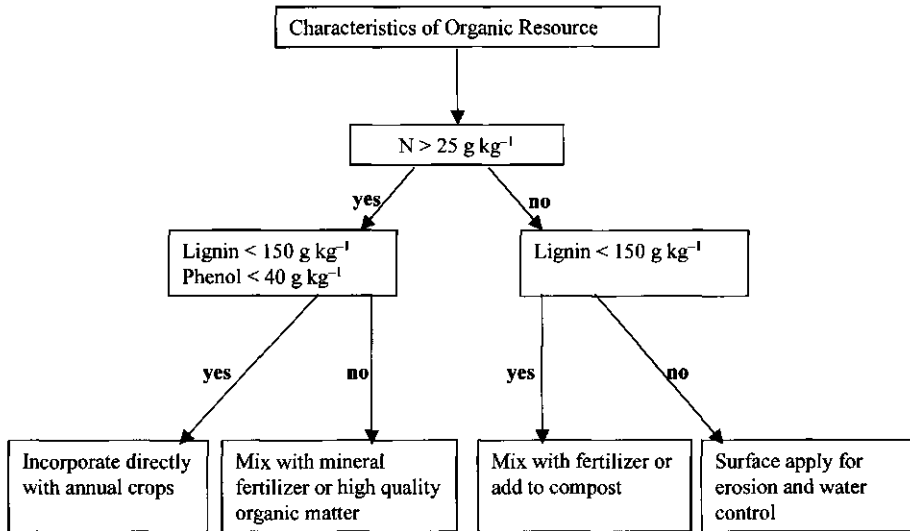 Characteristics of Organic Resource
N > 25 g kg⁻¹
yes
no
Lignin < 150 g kg⁻¹
Phenol < 40 g kg⁻¹
Lignin < 150 g kg⁻¹
yes
no
yes
no
Incorporate directly
with annual crops
Mix with mineral
fertilizer or high quality
organic matter
Mix with fertilizer or
add to compost
Surface apply for
erosion and water
control